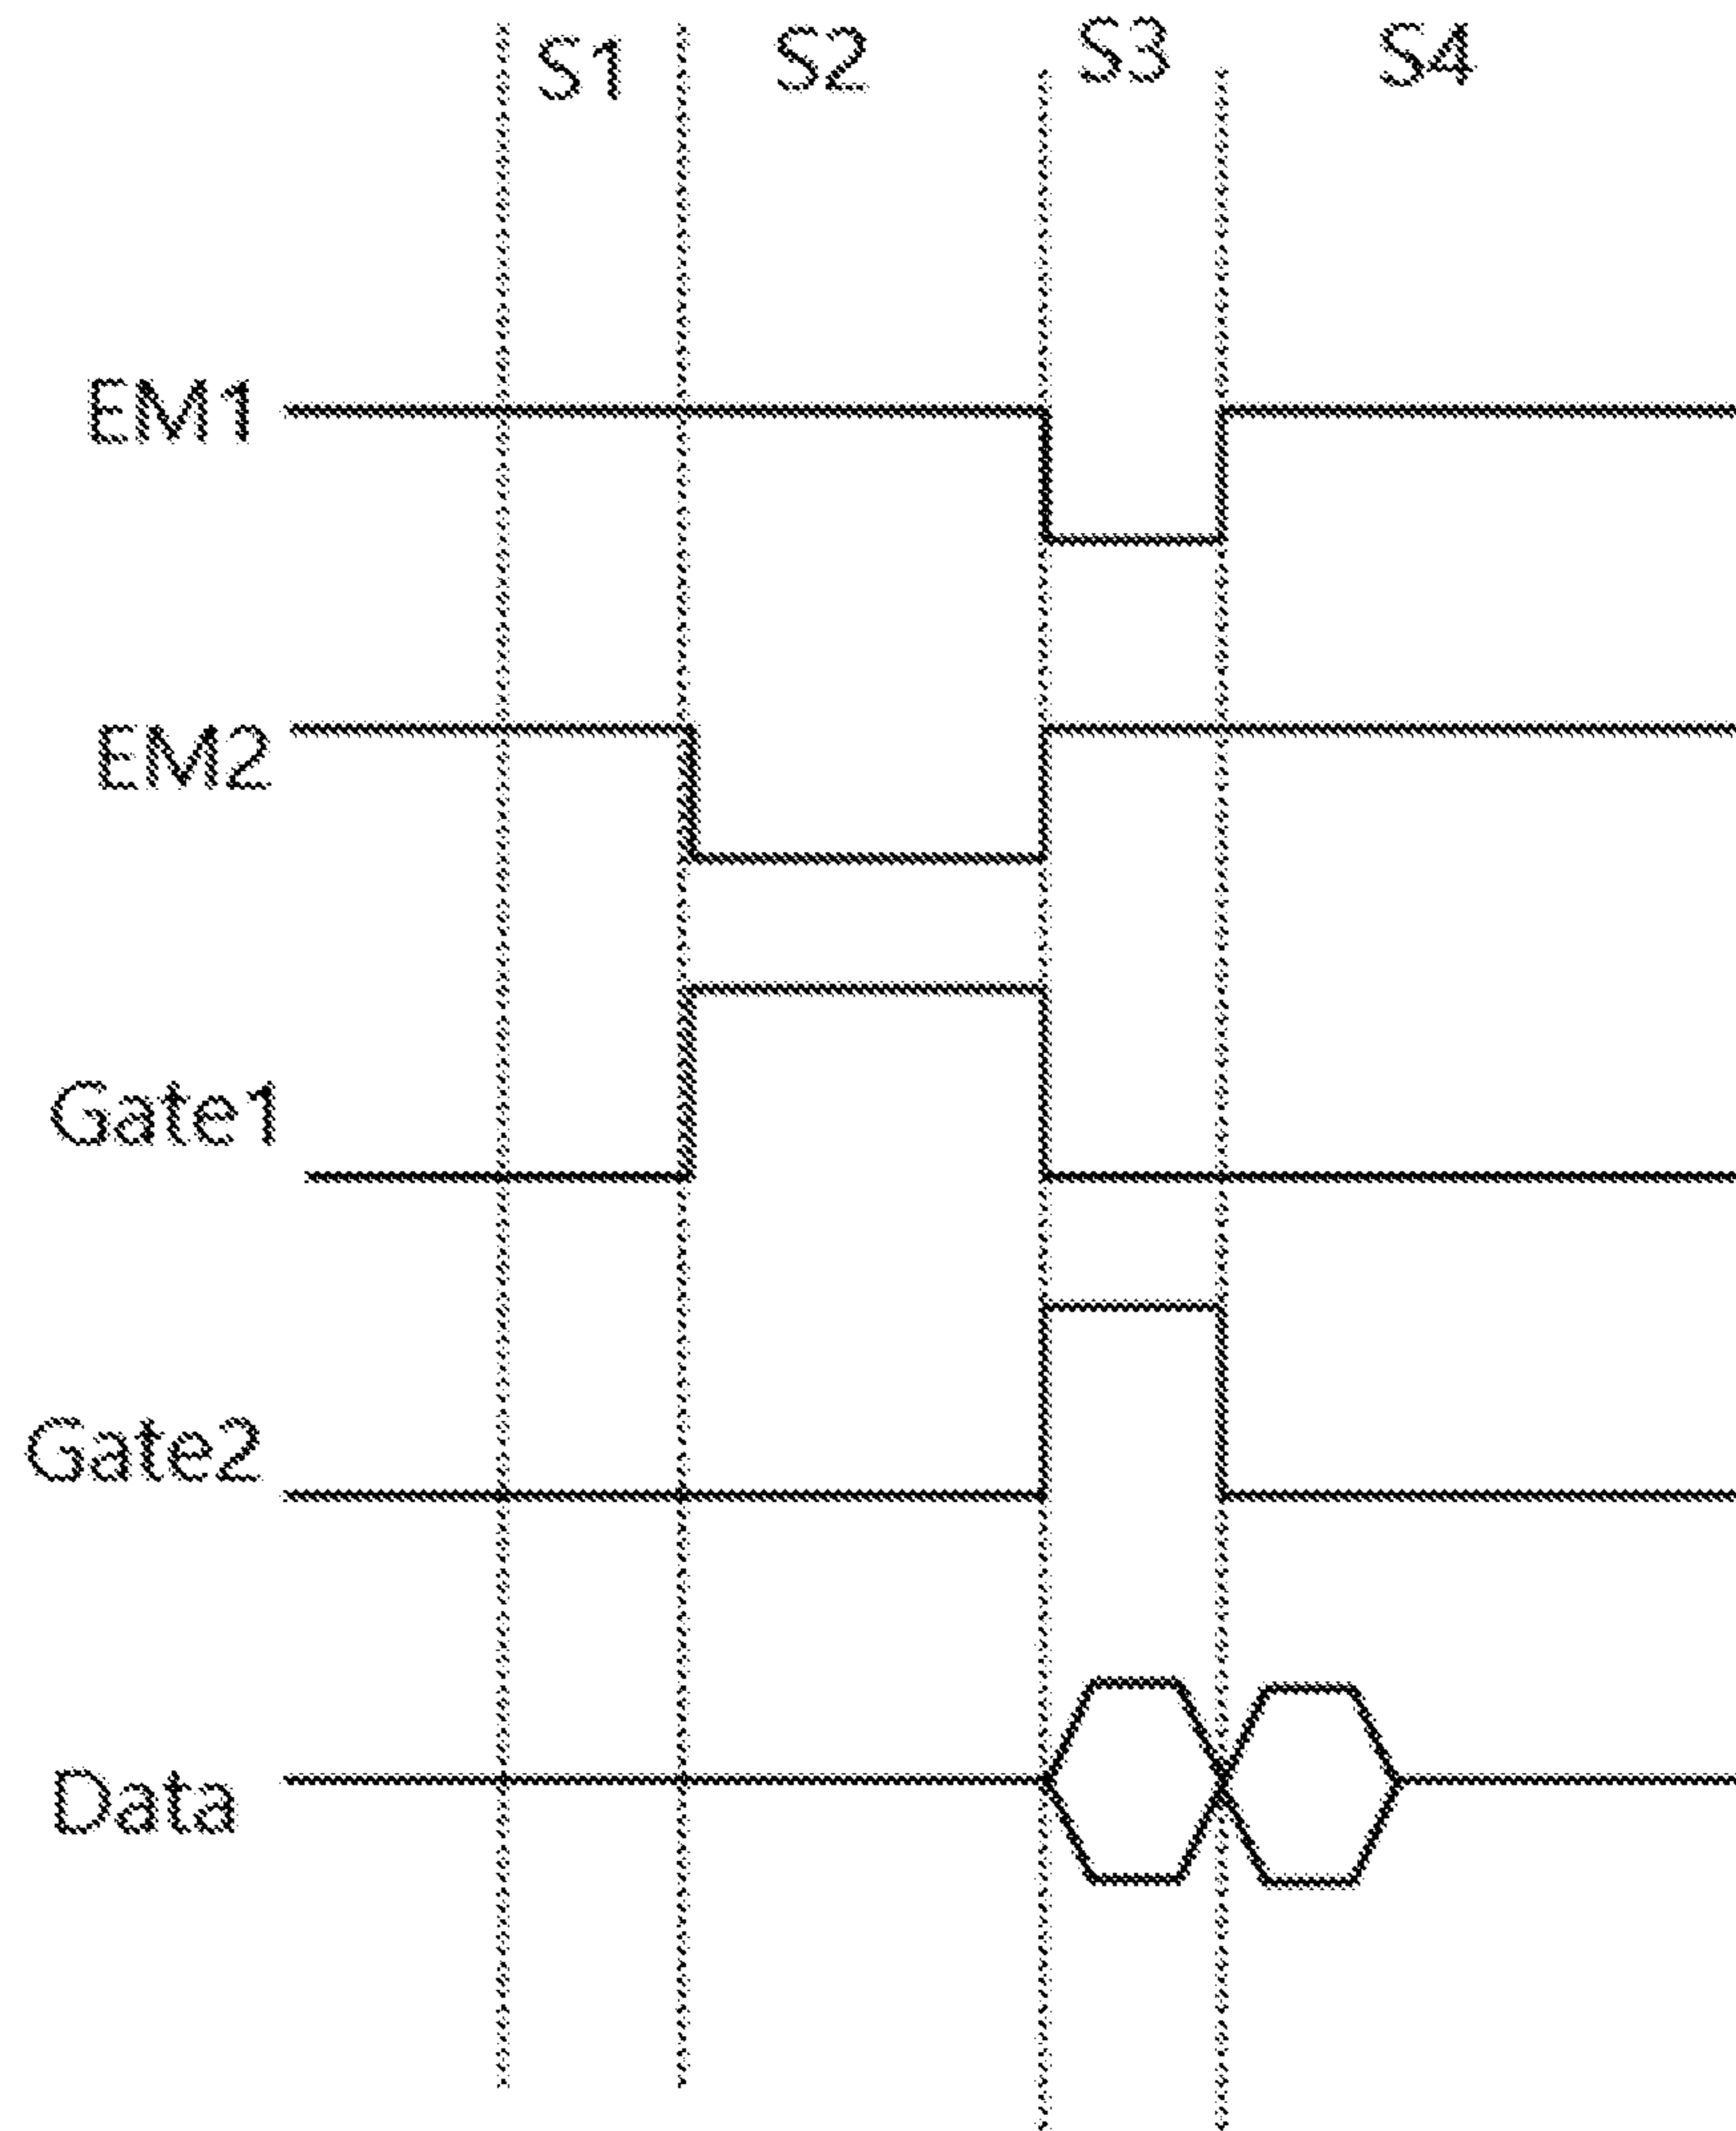 S1 S2 S3 S4
EM1
EM2
Gate1
Gate2
Data